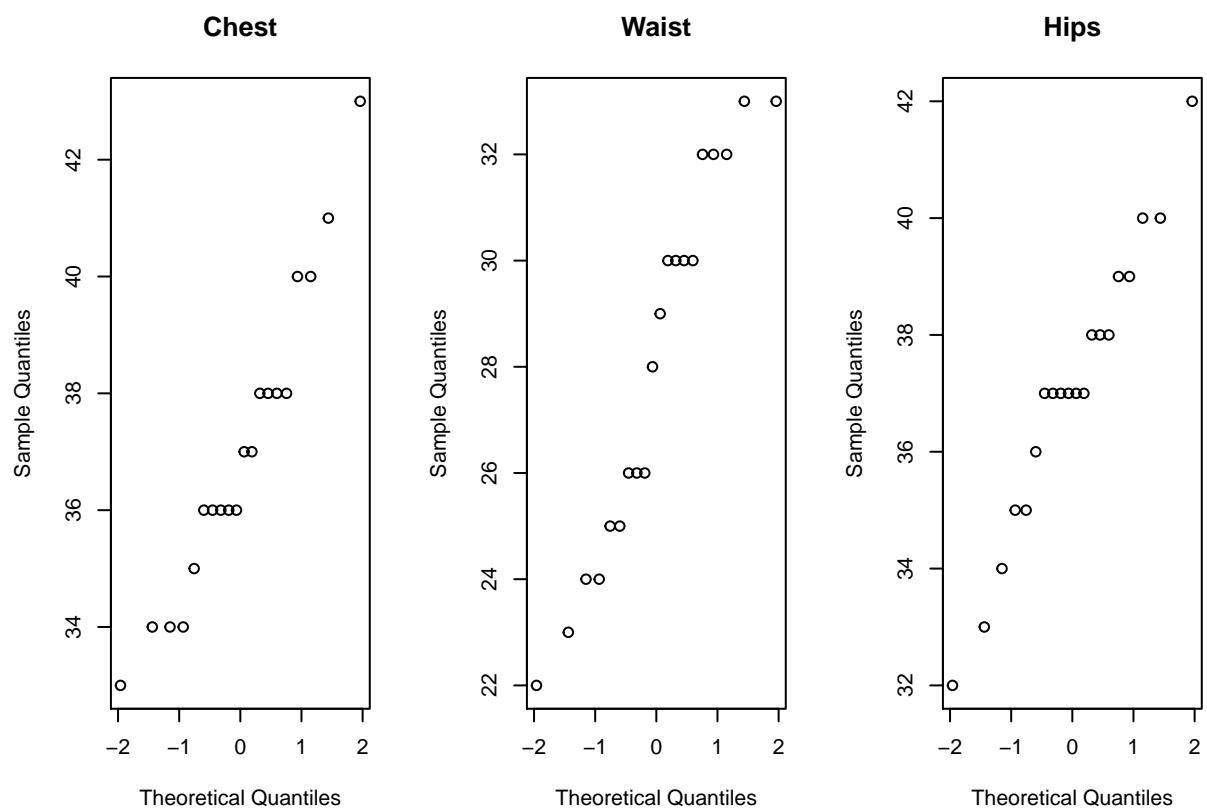 Chest
Sample Quantiles
42
40
38
36
34
−2 −1 0 1 2
Theoretical Quantiles
Waist
Sample Quantiles
32
30
28
26
24
22
−2 −1 0 1 2
Theoretical Quantiles
Hips
Sample Quantiles
42
40
38
36
34
32
−2 −1 0 1 2
Theoretical Quantiles